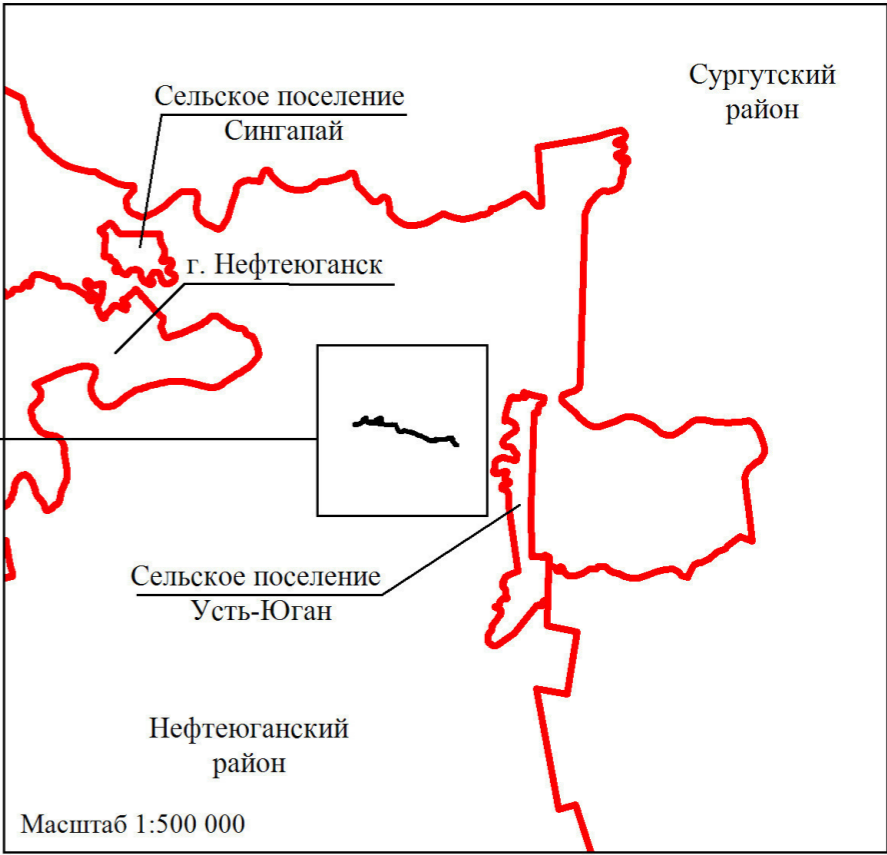 Сургутский
район
Сельское поселение
Сингапай
г. Нефтеюганск
Сельское поселение
Усть-Юган
Нефтеюганский
район
Масштаб 1:500 000